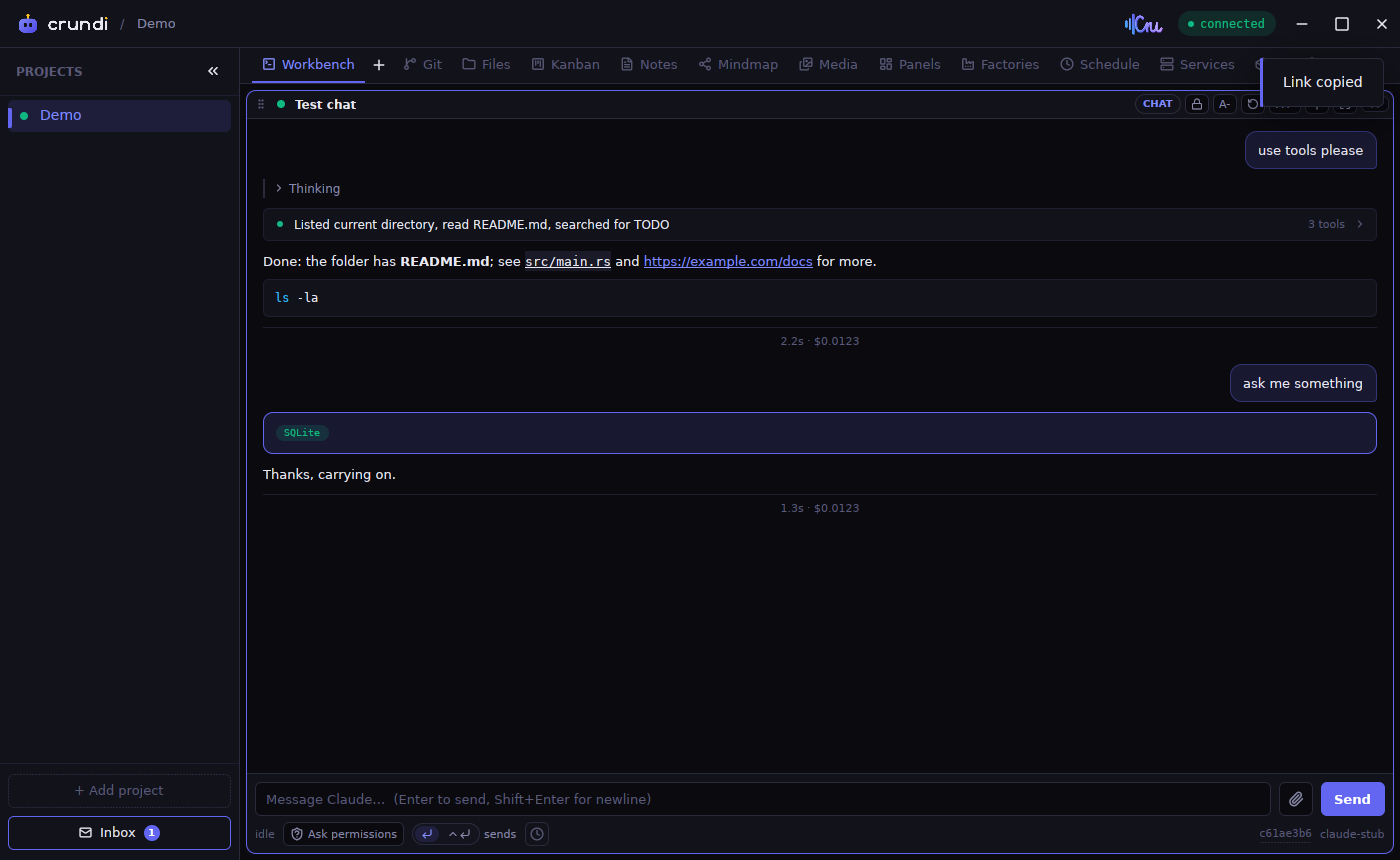 crundi / Demo
Cru
connected
PROJECTS
Workbench
Git
Files
Kanban
Notes
Mindmap
Media
Panels
Factories
Schedule
Services
Link copied
Demo
Test chat
CHAT
A-
use tools please
Thinking
Listed current directory, read README.md, searched for TODO
3 tools
Done: the folder has README.md; see src/main.rs and https://example.com/docs for more.
ls -la
2.2s · $0.0123
ask me something
SQLite
Thanks, carrying on.
1.3s · $0.0123
+ Add project
Inbox 1
Message Claude... (Enter to send, Shift+Enter for newline)
Send
idle
Ask permissions
sends
c61ae3b6
claude-stub